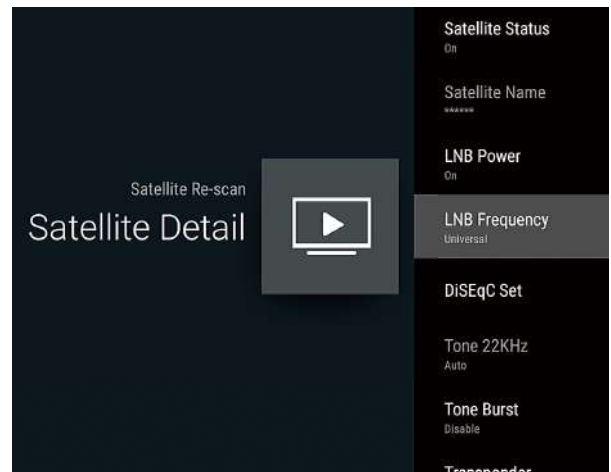 Satellite Re-scan
Satellite Detail
Satellite Status
On
Satellite Name
******
LNB Power
On
LNB Frequency
Universal
DiSEqC Set
Tone 22KHz
Auto
Tone Burst
Disable
Transponder